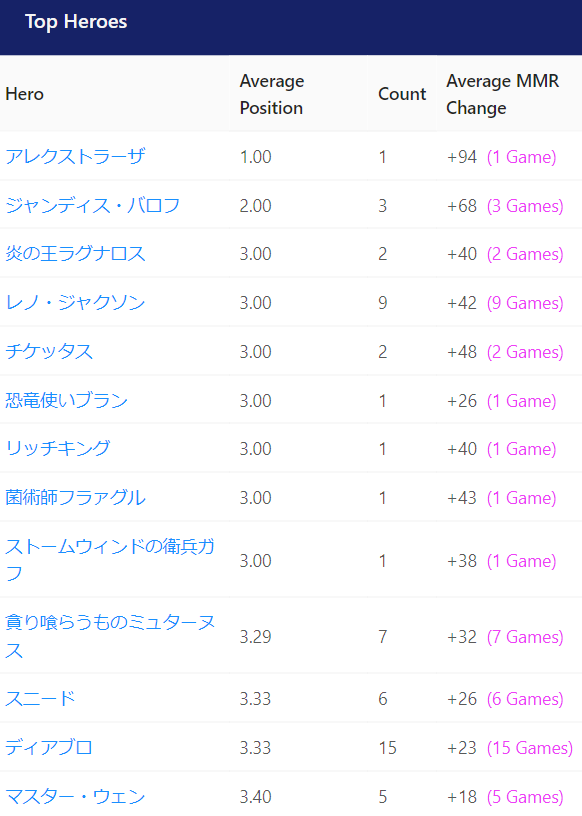 Top Heroes
Hero Average Position Count Average MMR Change
アレクストラーザ 1.00 1 +94 (1 Game)
ジャンディス・バロフ 2.00 3 +68 (3 Games)
炎の王ラグナロス 3.00 2 +40 (2 Games)
レノ・ジャクソン 3.00 9 +42 (9 Games)
チケッタス 3.00 2 +48 (2 Games)
恐竜使いブラン 3.00 1 +26 (1 Game)
リッチキング 3.00 1 +40 (1 Game)
菌術師フラァグル 3.00 1 +43 (1 Game)
ストームウィンドの衛兵ガフ 3.00 1 +38 (1 Game)
貪り喰らうものミュターヌス 3.29 7 +32 (7 Games)
スニード 3.33 6 +26 (6 Games)
ディアブロ 3.33 15 +23 (15 Games)
マスター・ウェン 3.40 5 +18 (5 Games)